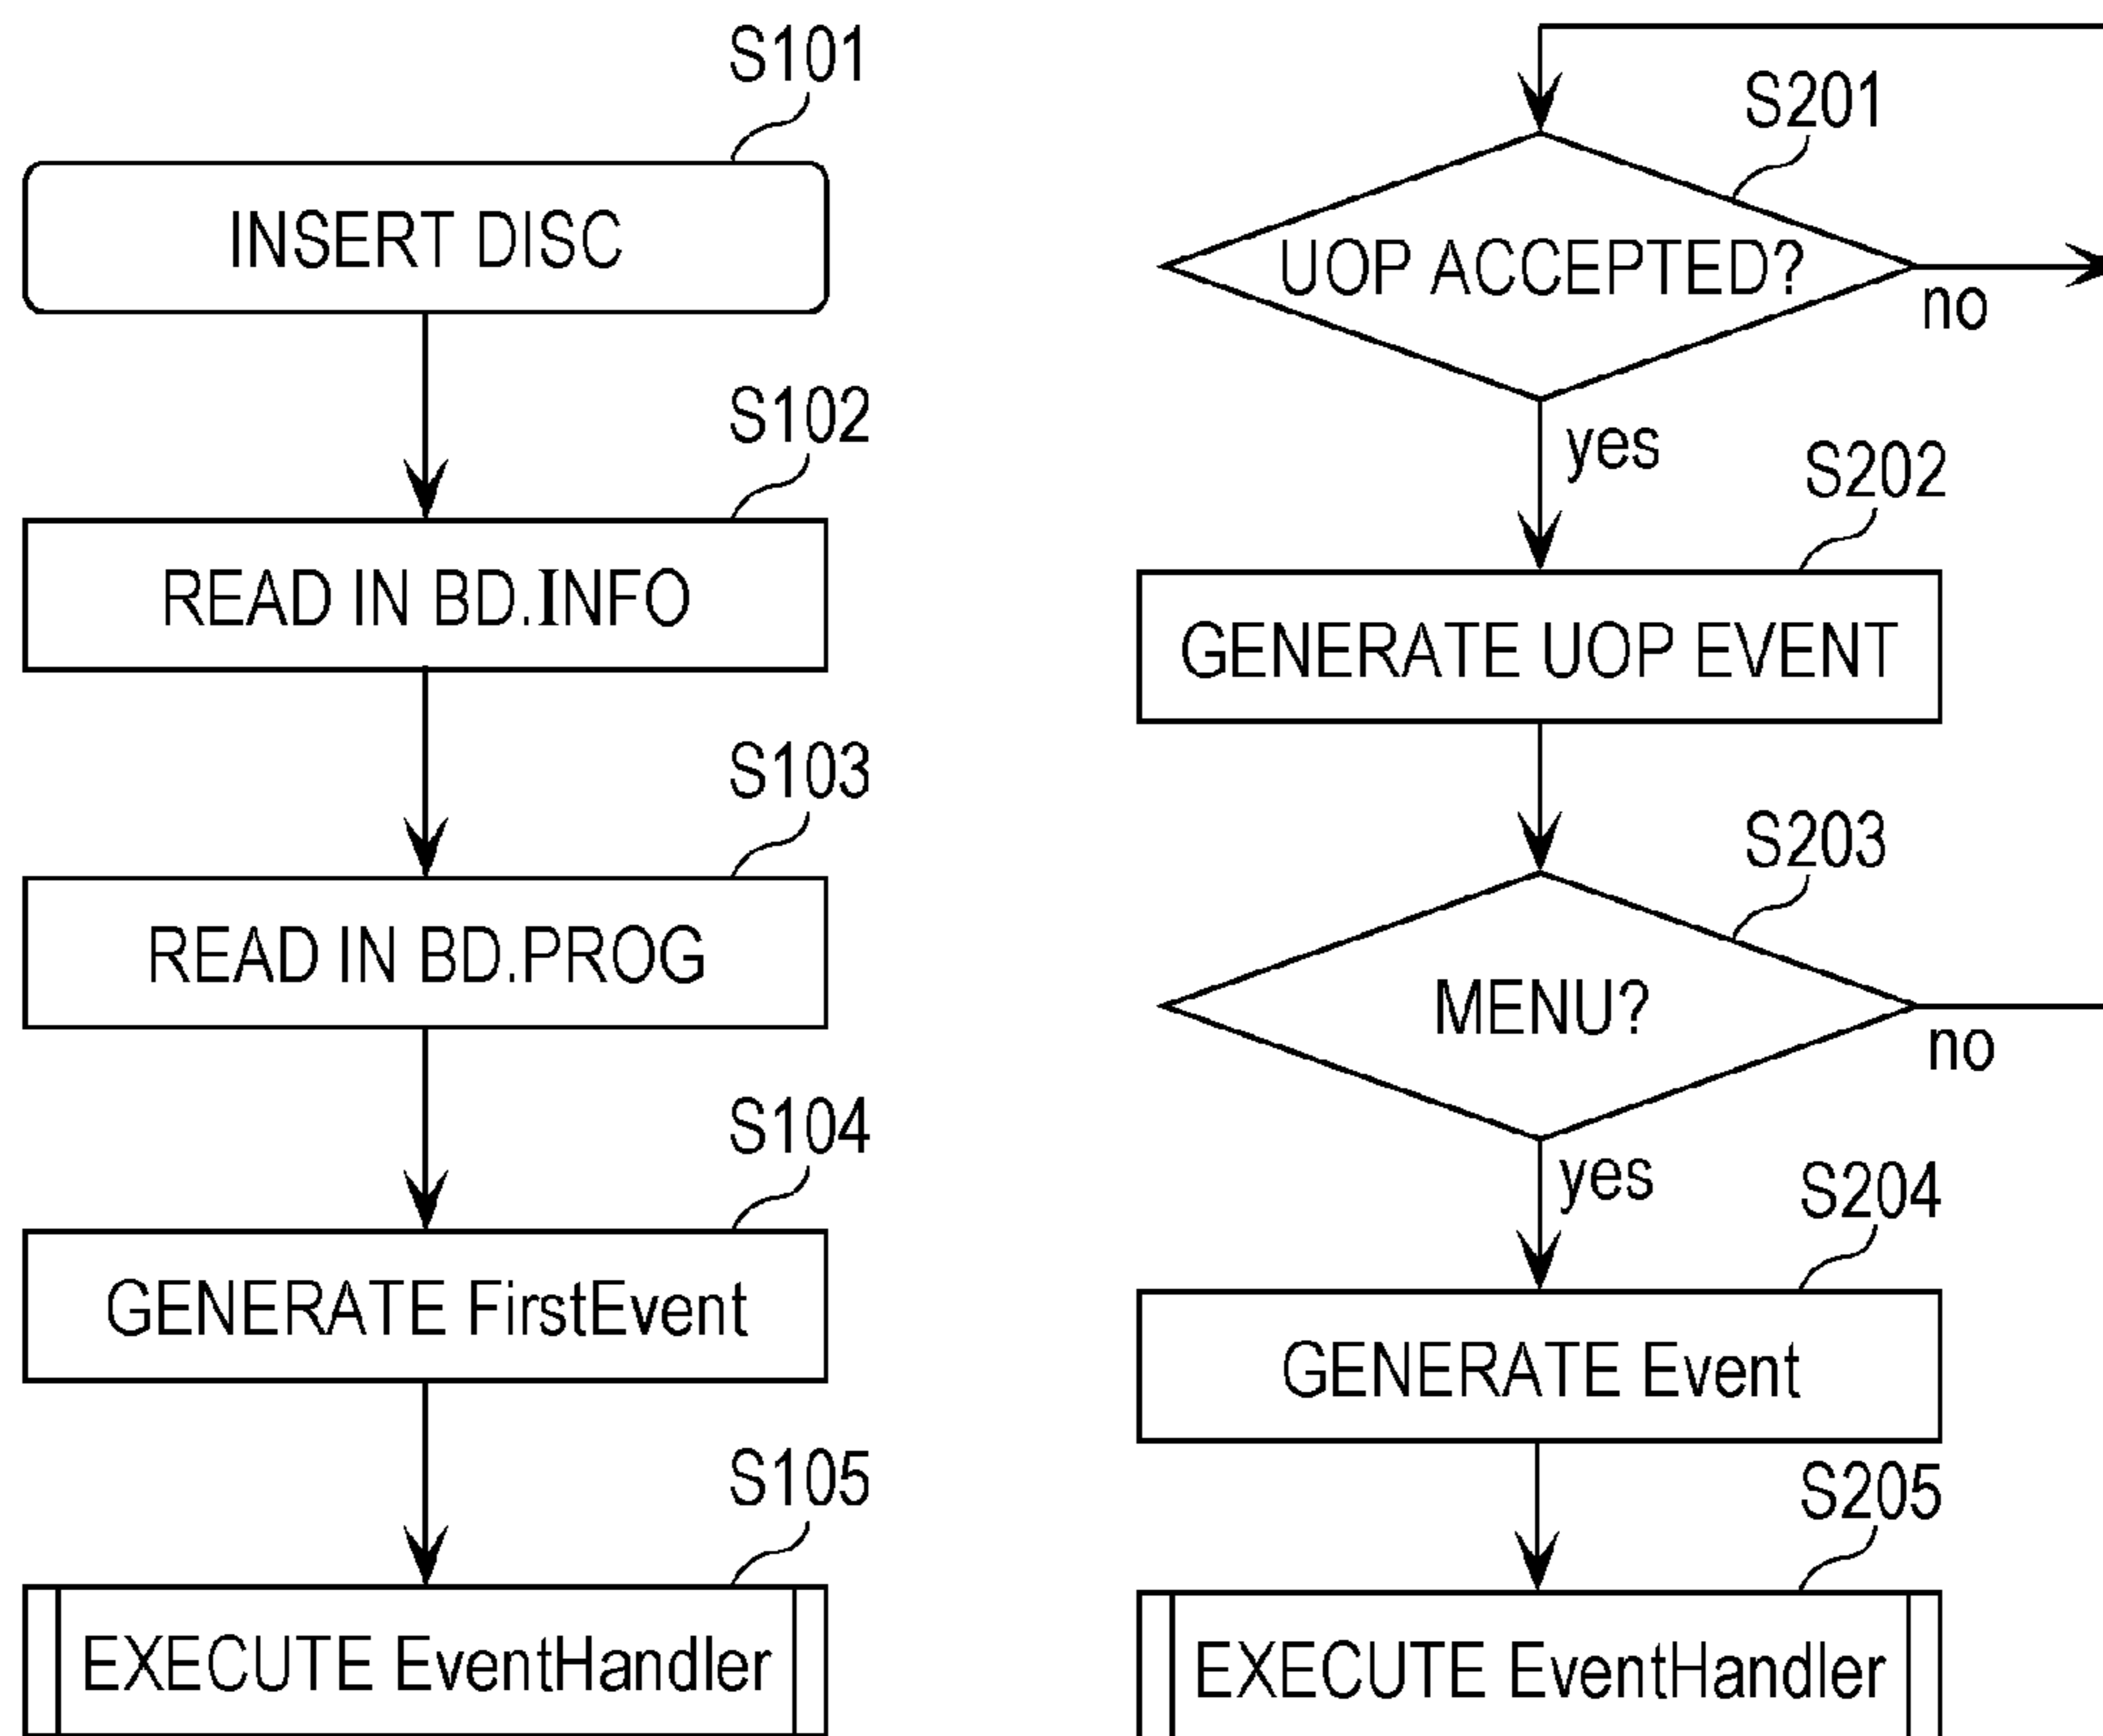 S101
INSERT DISC
S102
READ IN BD.INFO
S103
READ IN BD.PROG
S104
GENERATE FirstEvent
S105
EXECUTE EventHandler
S201
UOP ACCEPTED?
no
yes
S202
GENERATE UOP EVENT
S203
MENU?
no
yes
S204
GENERATE Event
S205
EXECUTE EventHandler